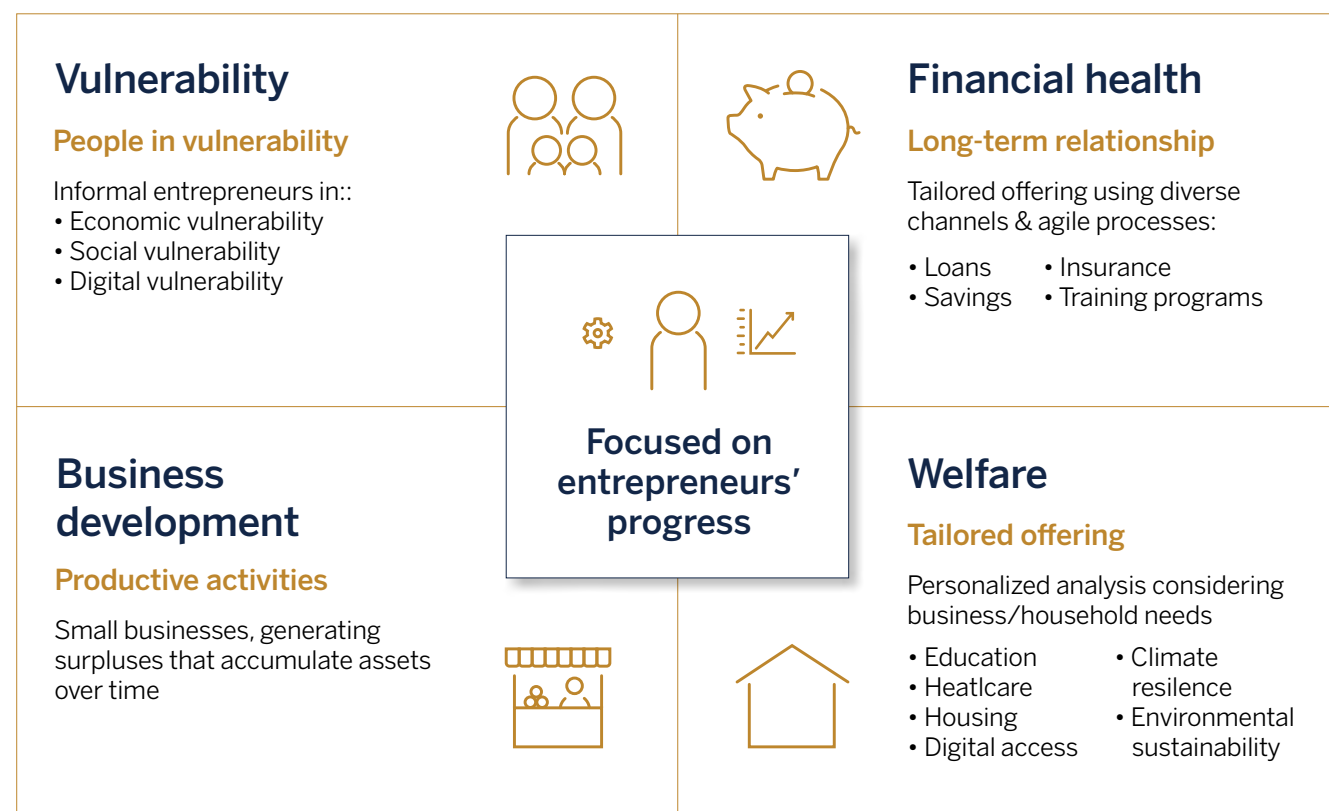 Vulnerability
People in vulnerability
Informal entrepreneurs in::
• Economic vulnerability
• Social vulnerability
• Digital vulnerability
Financial health
Long-term relationship
Tailored offering using diverse
channels & agile processes:
• Loans
• Savings
• Insurance
• Training programs
Focused on
entrepreneurs'
progress
Business
development
Productive activities
Small businesses, generating
surpluses that accumulate assets
over time
Welfare
Tailored offering
Personalized analysis considering
business/household needs
• Education
• Heatlcare
• Housing
• Digital access
• Climate
resilence
• Environmental
sustainability